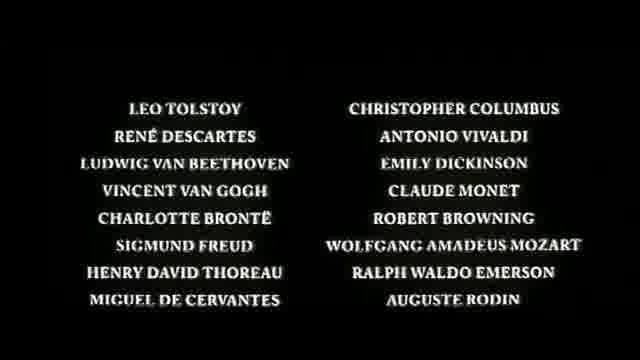 LEO TOLSTOY
RENÉ DESCARTES
LUDWIG VAN BEETHOVEN
VINCENT VAN GOGH
CHARLOTTE BRONTË
SIGMUND FREUD
HENRY DAVID THOREAU
MIGUEL DE CERVANTES
CHRISTOPHER COLUMBUS
ANTONIO VIVALDI
EMILY DICKINSON
CLAUDE MONET
ROBERT BROWNING
WOLFGANG AMADEUS MOZART
RALPH WALDO EMERSON
AUGUSTE RODIN